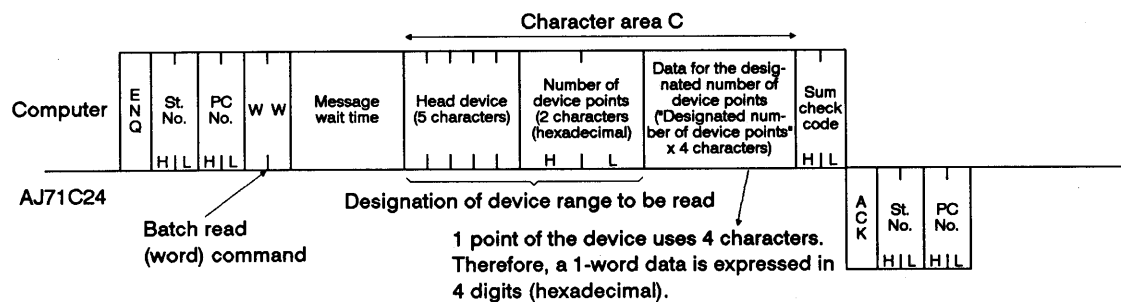 Character area C
Computer
E
N
Q
St.
No.
H L
PC
No.
H L
W W
Message
wait time
Head device
(5 characters)
Number of
device points
(2 characters
(hexadecimal)
H L
Data for the desig-
nated number of
device points
("Designated num-
ber of device points"
x 4 characters)
Sum
check
code
H L
AJ71C24
Batch read
(word) command
Designation of device range to be read
1 point of the device uses 4 characters.
Therefore, a 1-word data is expressed in
4 digits (hexadecimal).
A
C
K
St.
No.
H L
PC
No.
H L